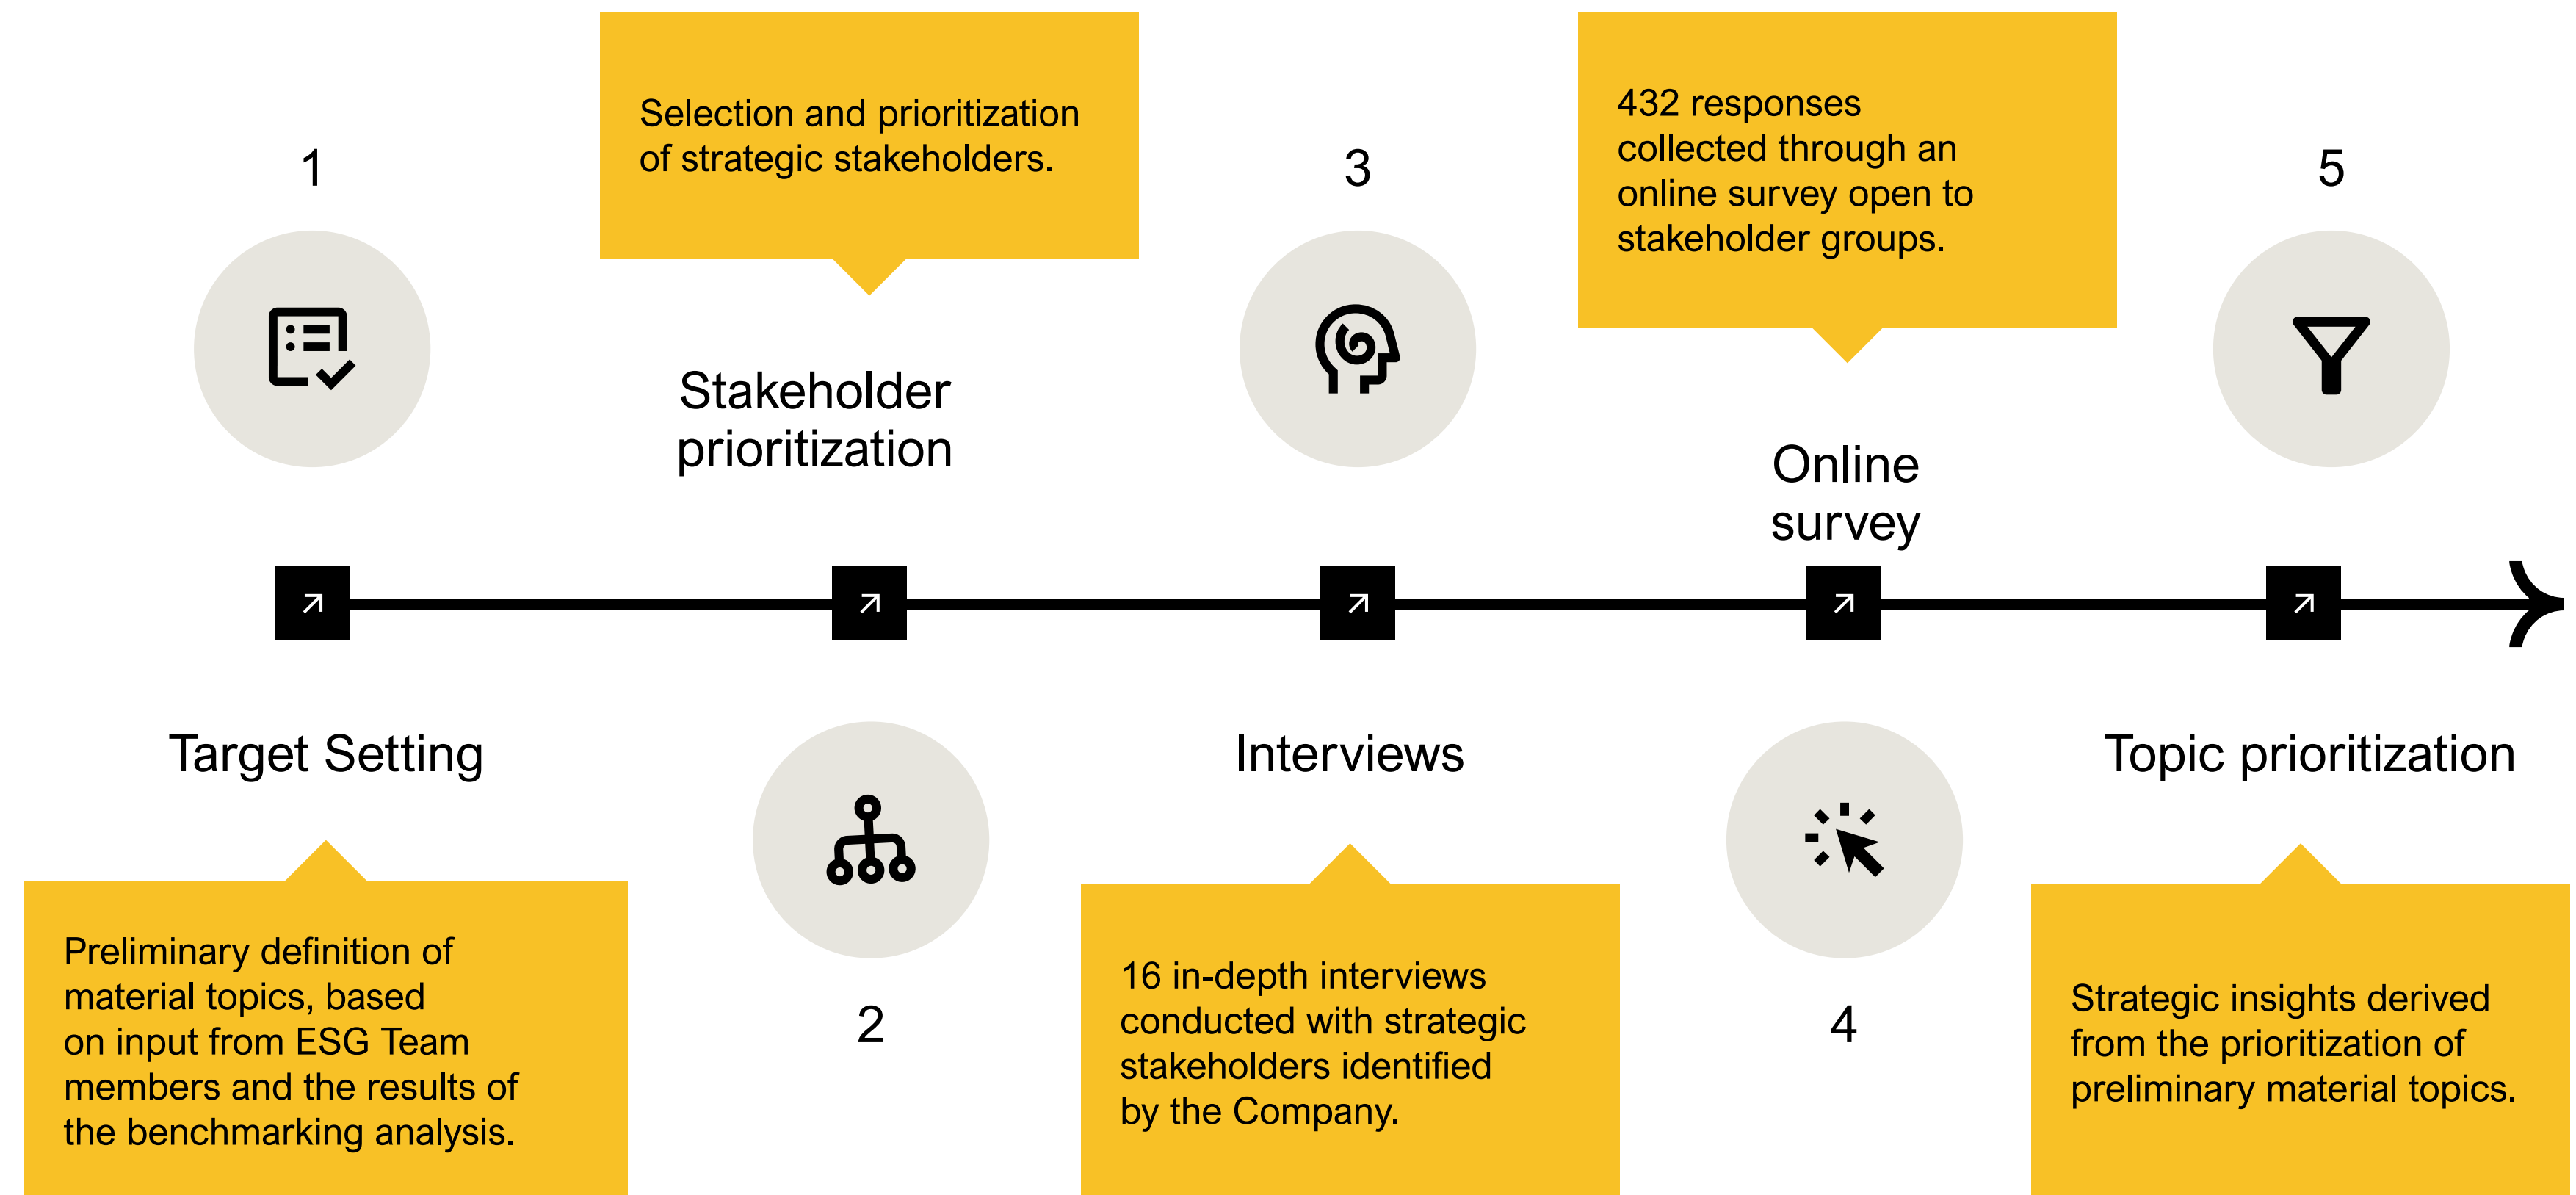 1
Target Setting
Preliminary definition of
material topics, based
on input from ESG Team
members and the results of
the benchmarking analysis.
Selection and prioritization
of strategic stakeholders.
Stakeholder
prioritization
2
3
Interviews
16 in-depth interviews
conducted with strategic
stakeholders identified
by the Company.
432 responses
collected through an
online survey open to
stakeholder groups.
Online
survey
4
5
Topic prioritization
Strategic insights derived
from the prioritization of
preliminary material topics.